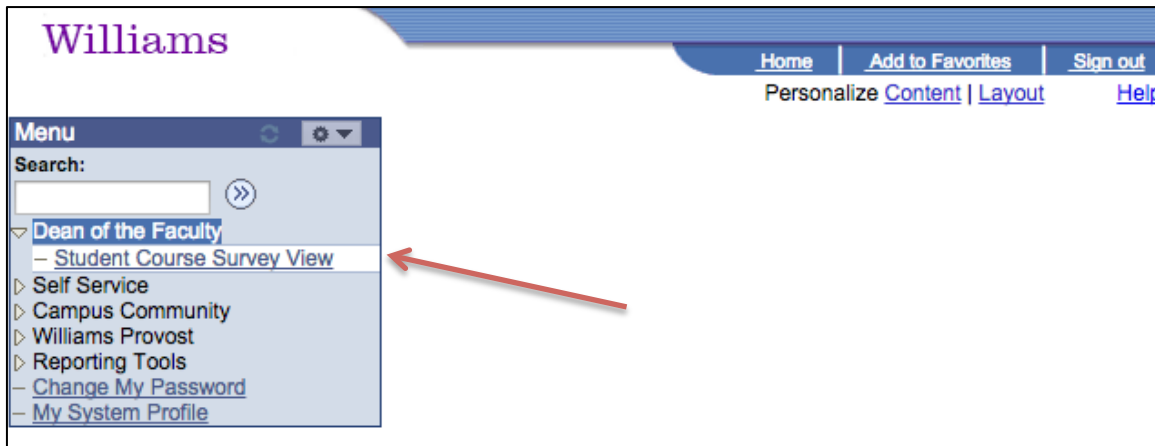 Williams
Home Add to Favorites Sign out
Personalize Content | Layout Help
Menu
Search:
Dean of the Faculty
– Student Course Survey View
Self Service
Campus Community
Williams Provost
Reporting Tools
– Change My Password
– My System Profile